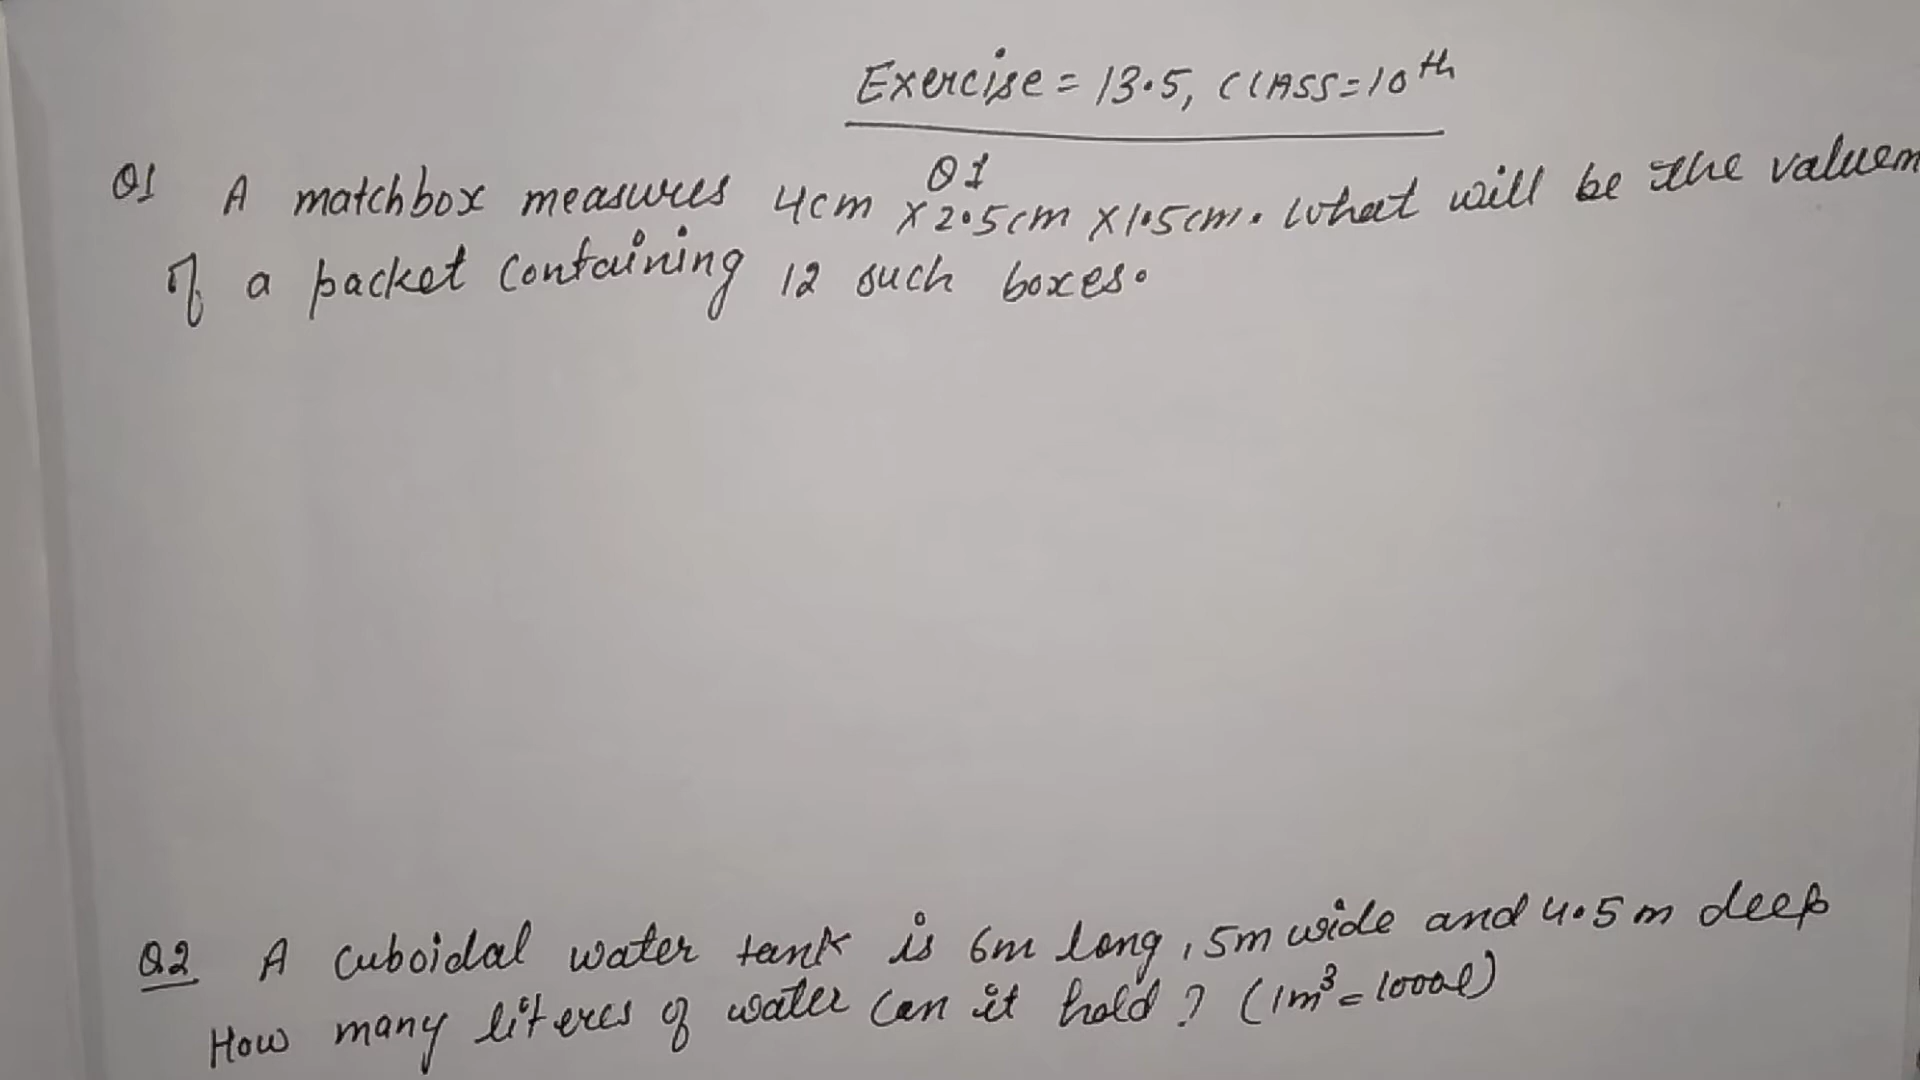 Exercise = 13.5, CLASS = 10th
Q1
Q1 A matchbox measures 4cm x 2.5cm x 1.5cm. What will be the valuem
of a packet containing 12 such boxes.
Q2 A cuboidal water tank is 6m long, 5m wide and 4.5m deep
How many literes of water can it hold? (1m³ = 1000l)